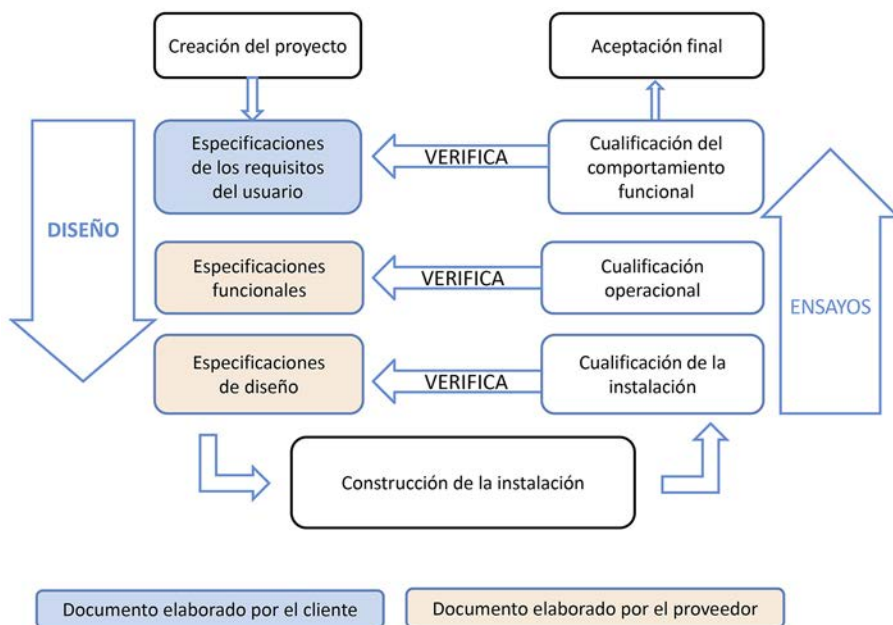 Creación del proyecto
Aceptación final
Especificaciones
de los requisitos
del usuario
VERIFICA
Cualificación del
comportamiento
funcional
DISEÑO
Especificaciones
funcionales
VERIFICA
Cualificación
operacional
ENSAYOS
Especificaciones
de diseño
VERIFICA
Cualificación de la
instalación
Construcción de la instalación
Documento elaborado por el cliente
Documento elaborado por el proveedor